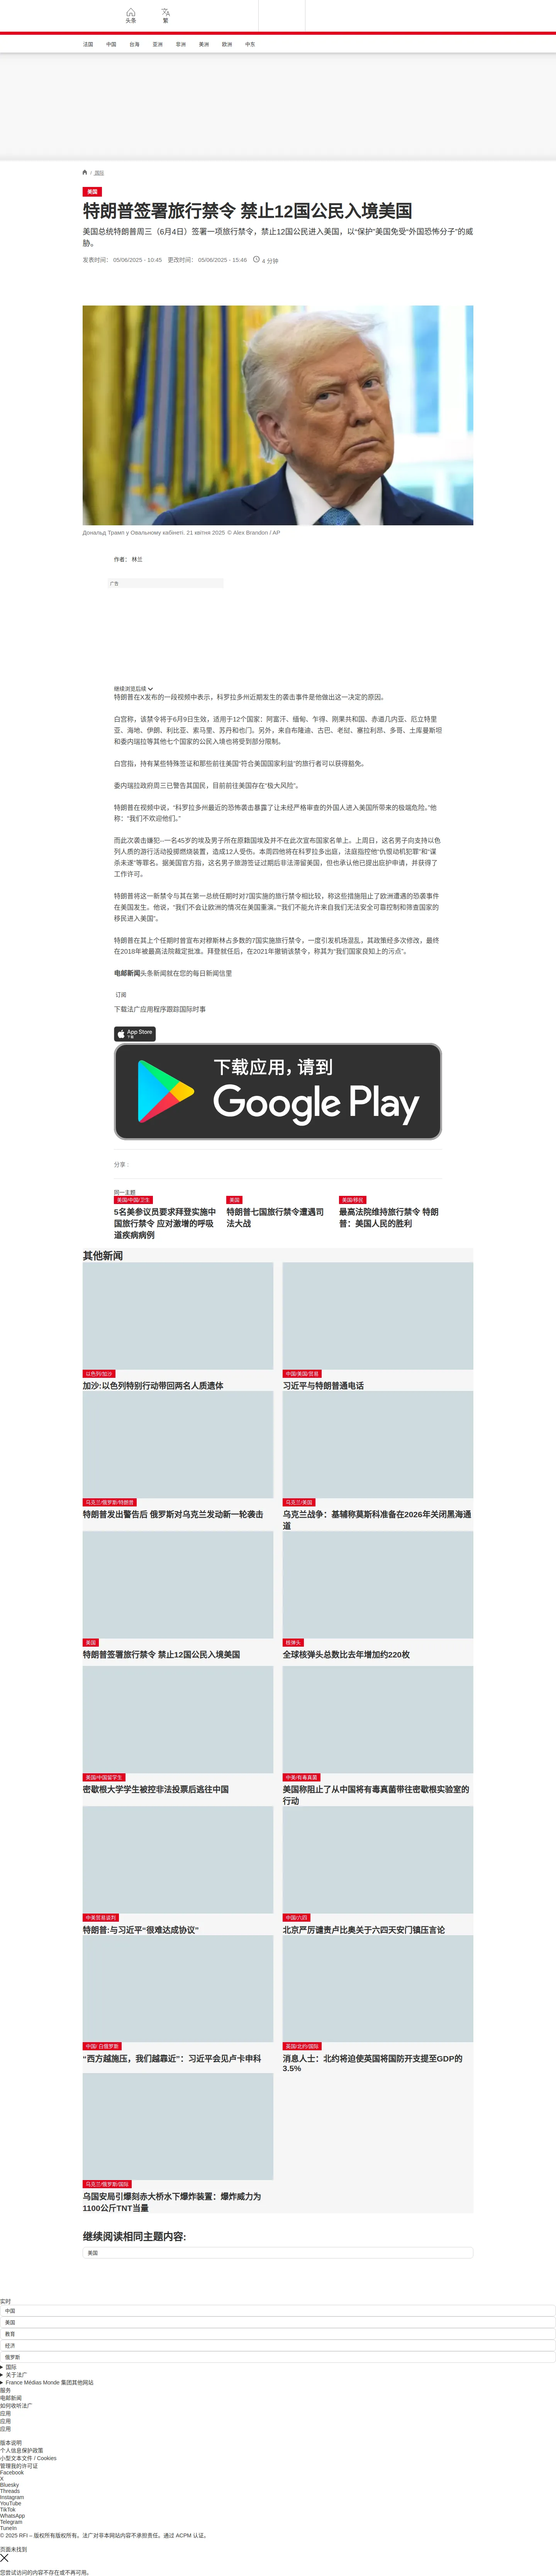 头条
繁
法国
中国
台海
亚洲
非洲
美洲
欧洲
中东
/ 国际
美国
特朗普签署旅行禁令 禁止12国公民入境美国
美国总统特朗普周三（6月4日）签署一项旅行禁令，禁止12国公民进入美国，以“保护”美国免受“外国恐怖分子”的威
胁。
发表时间： 05/06/2025 - 10:45 更改时间： 05/06/2025 - 15:46 4 分钟
Дональд Трамп у Овальному кабінеті. 21 квітня 2025 © Alex Brandon / AP
作者： 林兰
广告
继续浏览后续
特朗普在X发布的一段视频中表示，科罗拉多州近期发生的袭击事件是他做出这一决定的原因。
白宫称，该禁令将于6月9日生效，适用于12个国家：阿富汗、缅甸、乍得、刚果共和国、赤道几内亚、厄立特里
亚、海地、伊朗、利比亚、索马里、苏丹和也门。另外，来自布隆迪、古巴、老挝、塞拉利昂、多哥、土库曼斯坦
和委内瑞拉等其他七个国家的公民入境也将受到部分限制。
白宫指，持有某些特殊签证和那些前往美国“符合美国国家利益”的旅行者可以获得豁免。
委内瑞拉政府周三已警告其国民，目前前往美国存在“极大风险”。
特朗普在视频中说，“科罗拉多州最近的恐怖袭击暴露了让未经严格审查的外国人进入美国所带来的极端危险。”他
称：“我们不欢迎他们。”
而此次袭击嫌犯--一名45岁的埃及男子所在原籍国埃及并不在此次宣布国家名单上。上周日，这名男子向支持以色
列人质的游行活动投掷燃烧装置，造成12人受伤。本周四他将在科罗拉多出庭，法庭指控他“仇恨动机犯罪”和“谋
杀未遂”等罪名。据美国官方指，这名男子旅游签证过期后非法滞留美国，但也承认他已提出庇护申请，并获得了
工作许可。
特朗普将这一新禁令与其在第一总统任期时对7国实施的旅行禁令相比较，称这些措施阻止了欧洲遭遇的恐袭事件
在美国发生。他说，“我们不会让欧洲的情况在美国重演。”“我们不能允许来自我们无法安全可靠控制和筛查国家的
移民进入美国”。
特朗普在其上个任期时曾宣布对穆斯林占多数的7国实施旅行禁令，一度引发机场混乱，其政策经多次修改，最终
在2018年被最高法院裁定批准。拜登就任后，在2021年撤销该禁令，称其为“我们国家良知上的污点”。
电邮新闻头条新闻就在您的每日新闻信里
订阅
下载法广应用程序跟踪国际时事
App Store
下载
下载应用，请到
Google Play
分享 :
同一主题
美国/中国/卫生
5名美参议员要求拜登实施中
国旅行禁令 应对激增的呼吸
道疾病病例
美国
特朗普七国旅行禁令遭遇司
法大战
美国/移民
最高法院维持旅行禁令 特朗
普：美国人民的胜利
其他新闻
以色列/加沙
加沙:以色列特别行动带回两名人质遗体
中国/美国/贸易
习近平与特朗普通电话
乌克兰/俄罗斯/特朗普
特朗普发出警告后 俄罗斯对乌克兰发动新一轮袭击
乌克兰/美国
乌克兰战争：基辅称莫斯科准备在2026年关闭黑海通
道
美国
特朗普签署旅行禁令 禁止12国公民入境美国
核弹头
全球核弹头总数比去年增加约220枚
美国/中国留学生
密歇根大学学生被控非法投票后逃往中国
中美/有毒真菌
美国称阻止了从中国将有毒真菌带往密歇根实验室的
行动
中美贸易谈判
特朗普:与习近平“很难达成协议”
中国/六四
北京严厉谴责卢比奥关于六四天安门镇压言论
中国/ 白俄罗斯
“西方越施压，我们越靠近”：习近平会见卢卡申科
英国/北约/国际
消息人士：北约将迫使英国将国防开支提至GDP的
3.5%
乌克兰/俄罗斯/国际
乌国安局引爆刻赤大桥水下爆炸装置：爆炸威力为
1100公斤TNT当量
继续阅读相同主题内容:
美国
实时
中国
美国
教育
经济
俄罗斯
国际
关于法广
France Médias Monde 集团其他网站
服务
电邮新闻
如何收听法广
应用
应用
应用
版本说明
个人信息保护政策
小型文本文件 / Cookies
管理我的许可证
Facebook
X
Bluesky
Threads
Instagram
YouTube
TikTok
WhatsApp
Telegram
TuneIn
© 2025 RFI – 版权所有版权所有。法广对非本网站内容不承担责任。通过 ACPM 认证。
页面未找到
您尝试访问的内容不存在或不再可用。